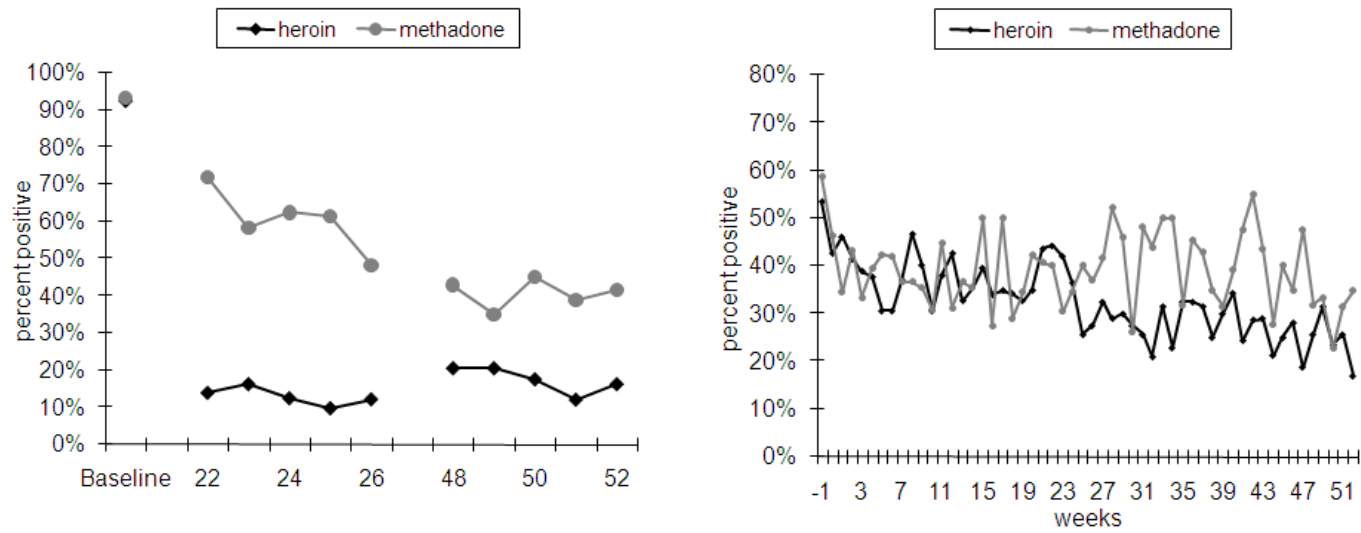 heroin methadone
100%
90%
80%
70%
60%
50%
40%
30%
20%
10%
0%
percent positive
Baseline 22 24 26 48 50 52
heroin methadone
80%
70%
60%
50%
40%
30%
20%
10%
0%
percent positive
-1 3 7 11 15 19 23 27 31 35 39 43 47 51
weeks